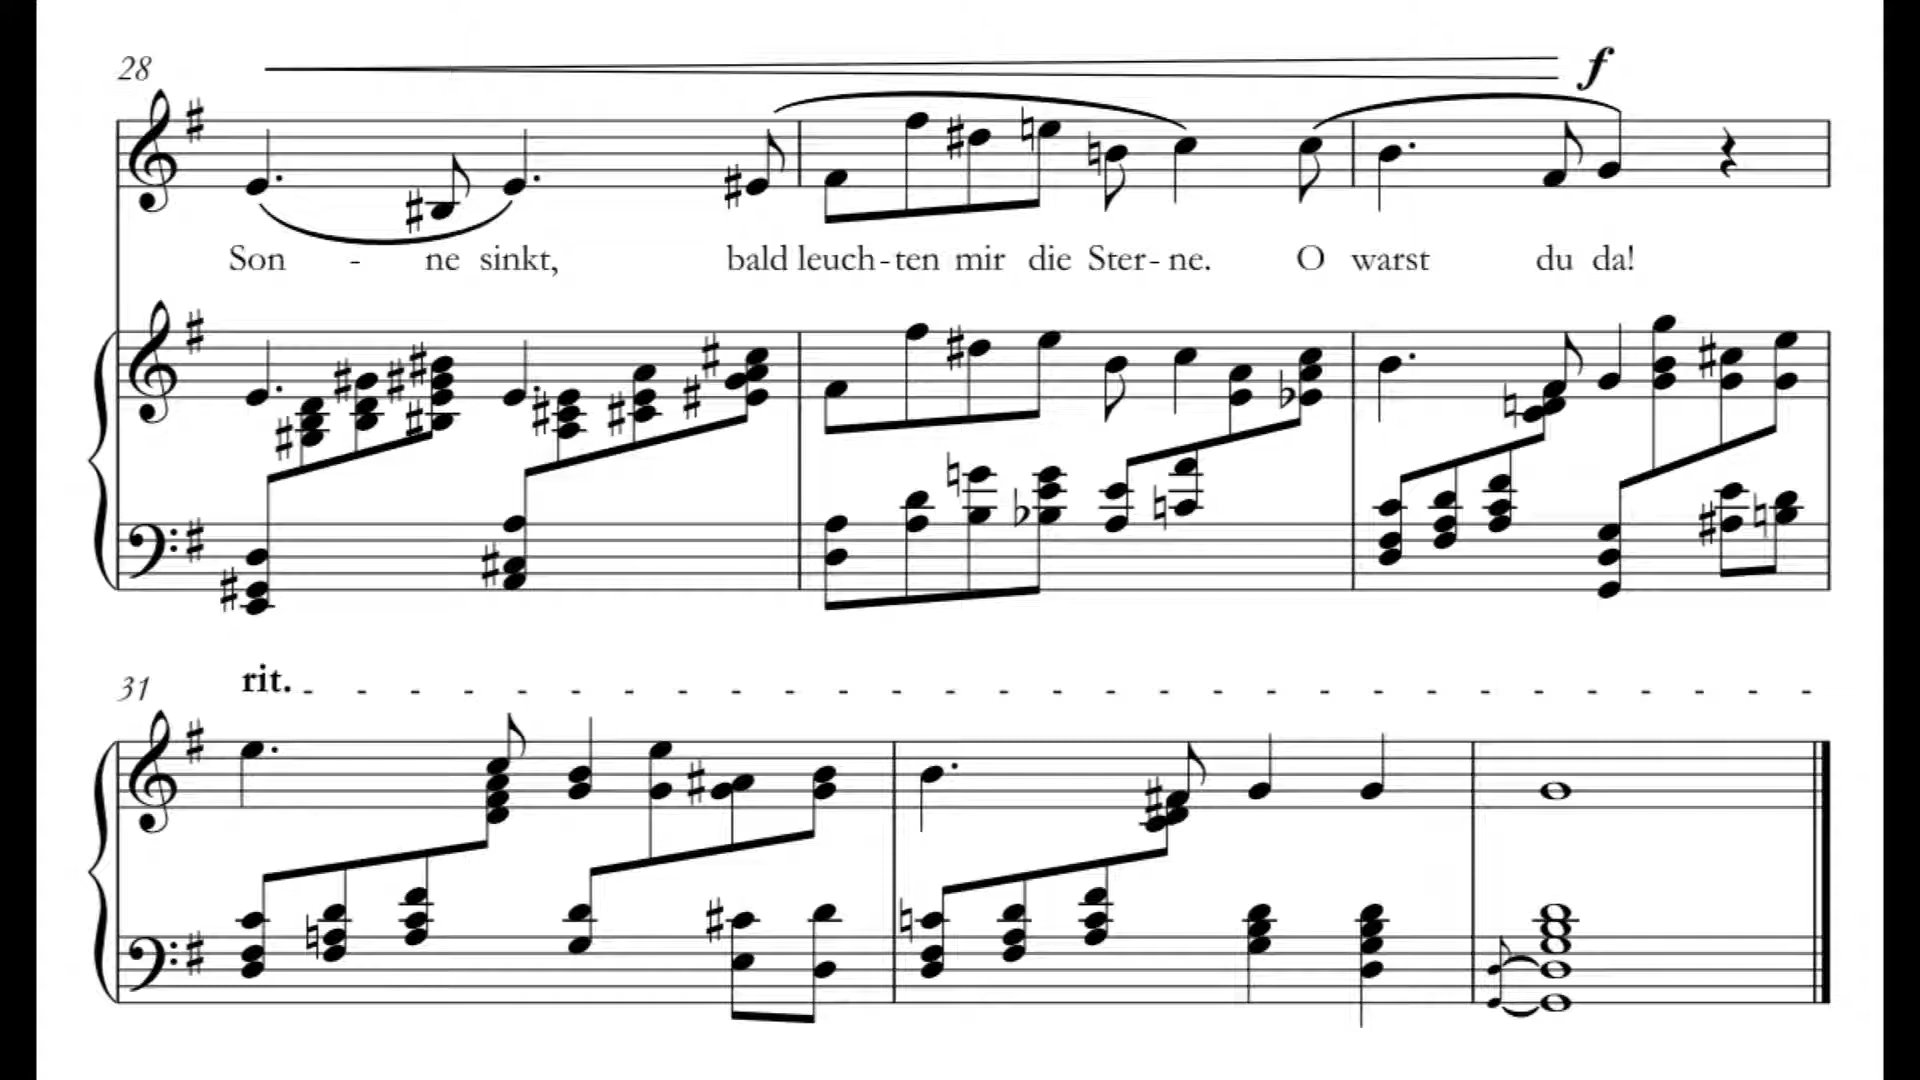 28
f
Son - ne sinkt, bald leuch-ten mir die Ster-ne. O warst du da!
31 rit. - - - - - - - - - - - - - - - - - - - - - - - - - - - - -